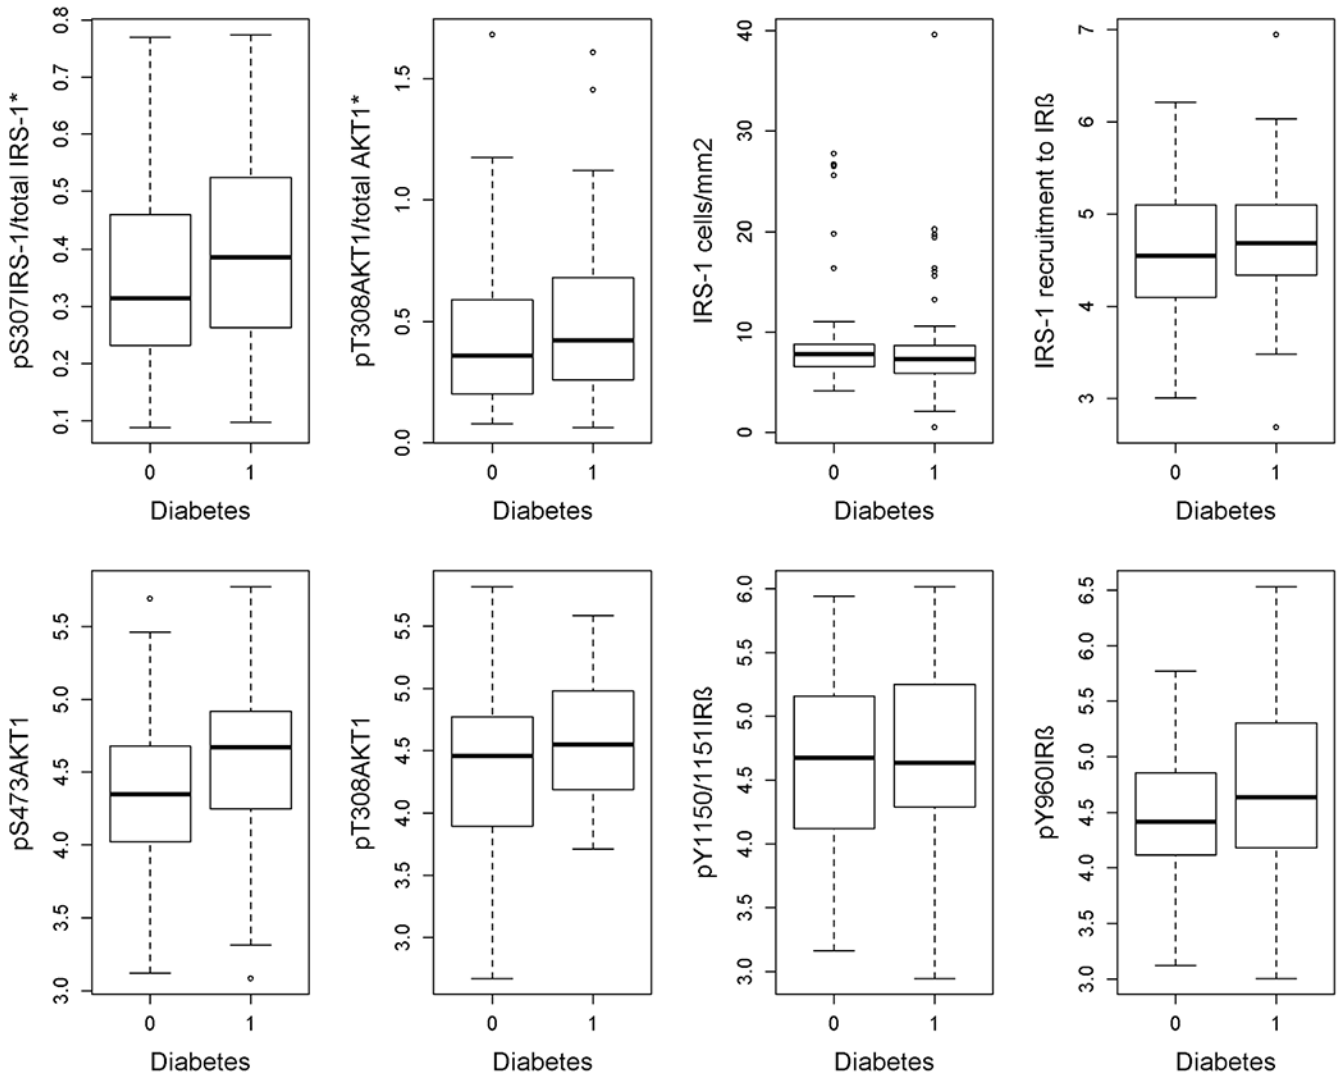 pS307IRS-1/total IRS-1*
0.1 0.2 0.3 0.4 0.5 0.6 0.7 0.8
0 1
Diabetes
pT308AKT1/total AKT1*
0.0 0.5 1.0 1.5
0 1
Diabetes
IRS-1 cells/mm2
0 10 20 30 40
0 1
Diabetes
IRS-1 recruitment to IRß
3 4 5 6 7
0 1
Diabetes
pS473AKT1
3.0 3.5 4.0 4.5 5.0 5.5
0 1
Diabetes
pT308AKT1
3.0 3.5 4.0 4.5 5.0 5.5
0 1
Diabetes
pY1150/1151IRß
3.0 3.5 4.0 4.5 5.0 5.5 6.0
0 1
Diabetes
pY960IRß
3.0 3.5 4.0 4.5 5.0 5.5 6.0 6.5
0 1
Diabetes